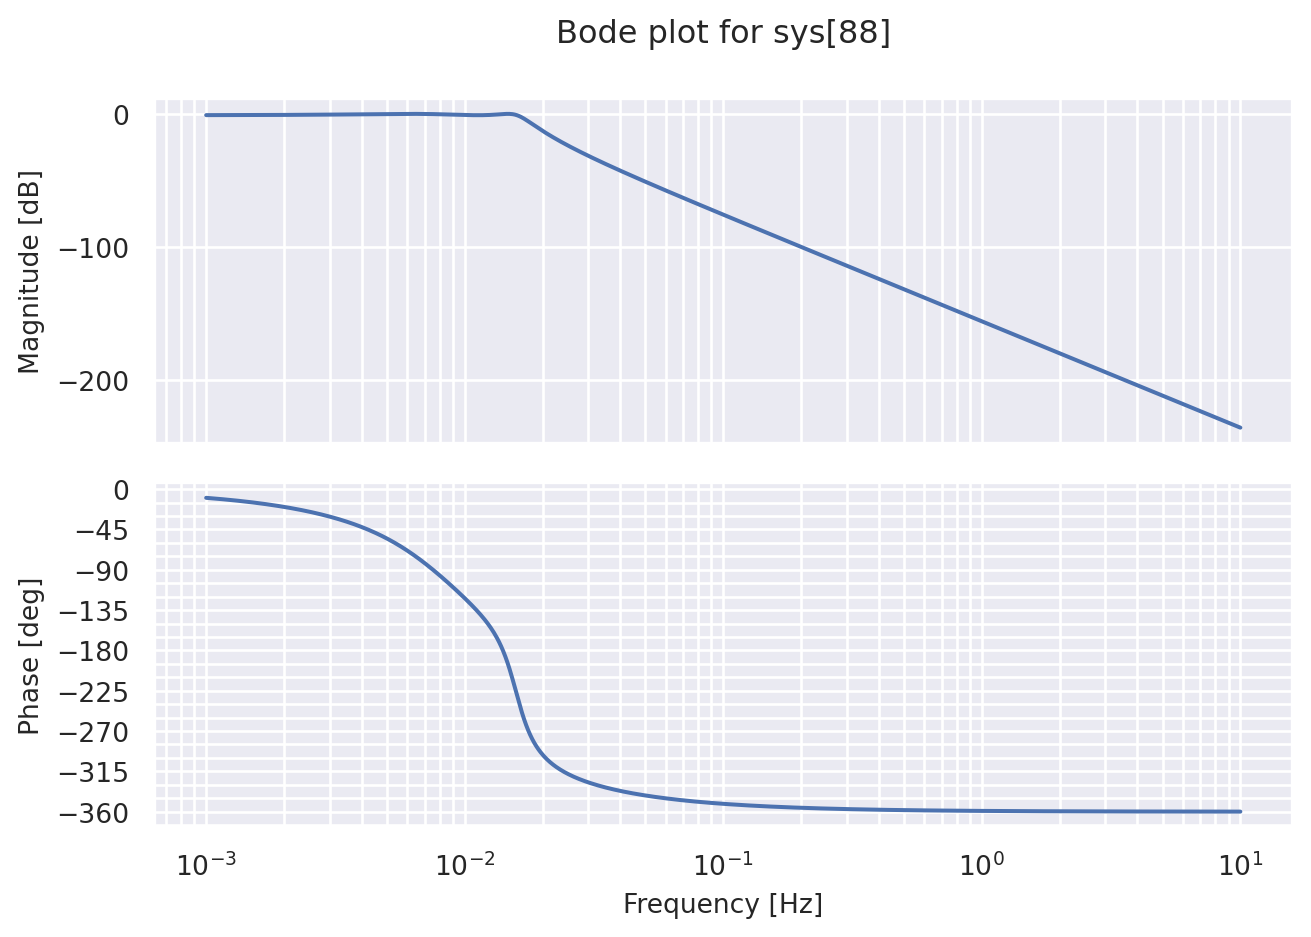 Bode plot for sys[88]
0
−100
−200
Magnitude [dB]
0
−45
−90
−135
−180
−225
−270
−315
−360
Phase [deg]
10⁻³ 10⁻² 10⁻¹ 10⁰ 10¹
Frequency [Hz]